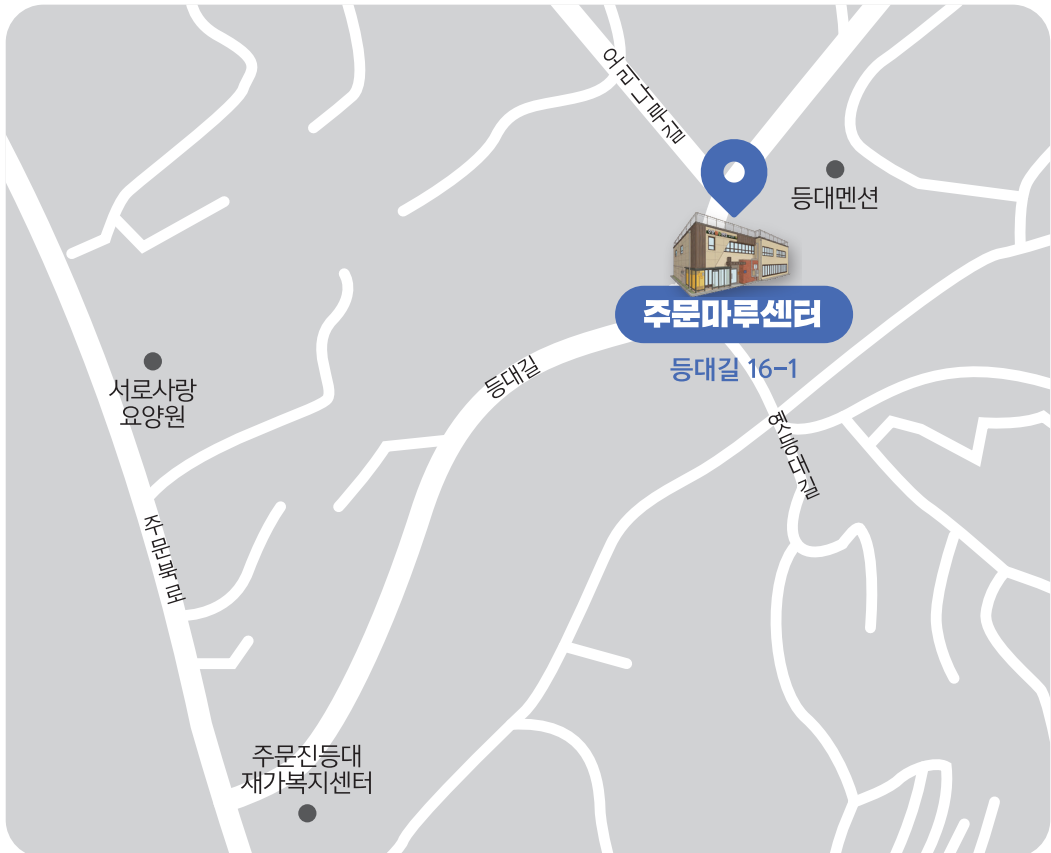 어리나루길
등대멘션
주문마루센터
등대길 16-1
등대길
서로사랑
요양원
옛등대길
주문북로
주문진등대
재가복지센터